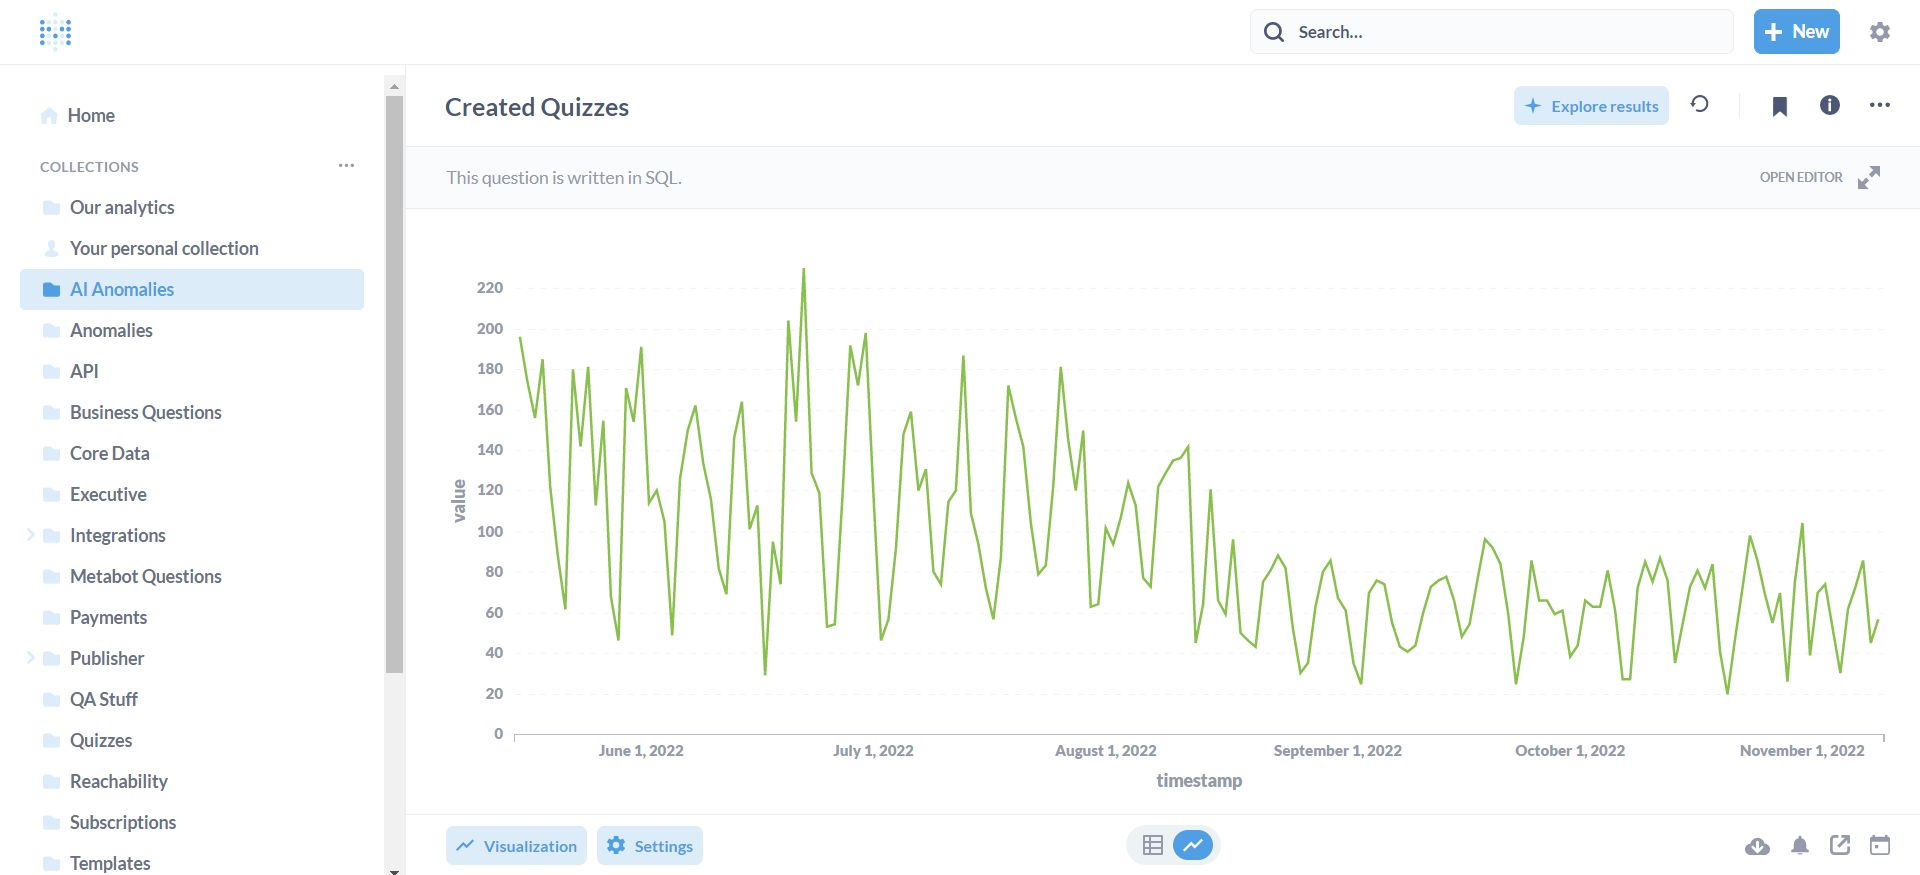 Search...
New
Home
COLLECTIONS
Our analytics
Your personal collection
AI Anomalies
Anomalies
API
Business Questions
Core Data
Executive
Integrations
Metabot Questions
Payments
Publisher
QA Stuff
Quizzes
Reachability
Subscriptions
Templates
Created Quizzes
Explore results
This question is written in SQL.
OPEN EDITOR
220
200
180
160
140
120
100
80
60
40
20
0
value
June 1, 2022
July 1, 2022
August 1, 2022
September 1, 2022
October 1, 2022
November 1, 2022
timestamp
Visualization
Settings